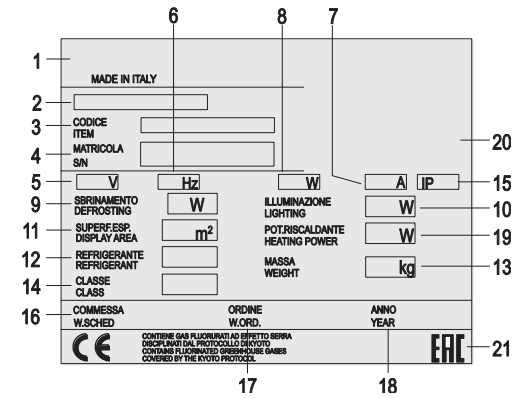 6 8 7
1 MADE IN ITALY
2
3 CODICE
ITEM
4 MATRICOLA
S/N
20
5 V Hz W A IP 15
9 SBRINAMENTO
DEFROSTING W
ILLUMINAZIONE
LIGHTING W 10
11 SUPERF.ESP.
DISPLAY AREA m²
POT.RISCALDANTE
HEATING POWER W 19
12 REFRIGERANTE
REFRIGERANT
MASSA
WEIGHT kg 13
14 CLASSE
CLASS
16 COMMESSA
W.SCHED
ORDINE
W.ORD.
ANNO
YEAR
CE
CONTIENE GAS FLUORURATI AD EFFETTO SERRA
DISCIPLINATI DAL PROTOCOLLO DI KYOTO
CONTAINS FLUORINATED GREENHOUSE GASES
COVERED BY THE KYOTO PROTOCOL
EAC 21
17 18